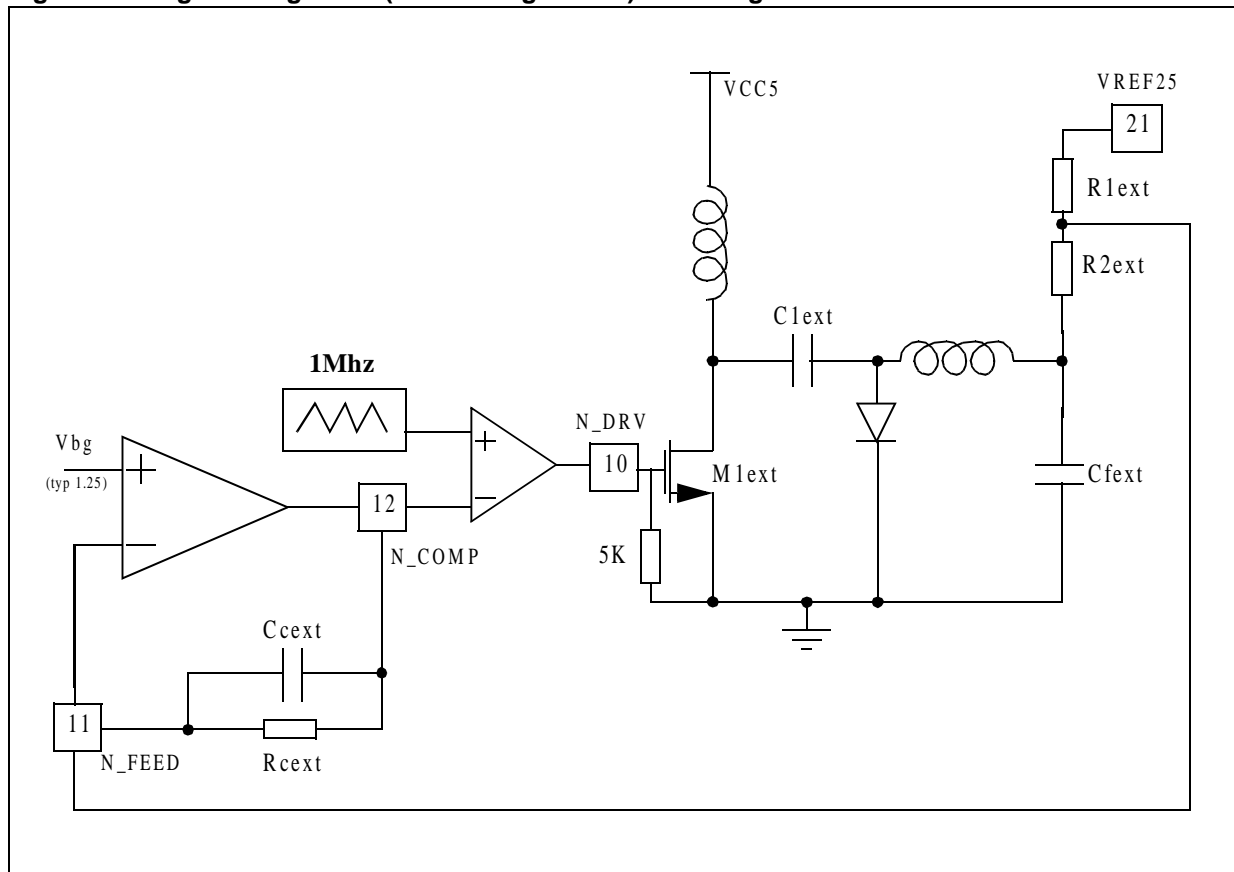 VCC5
VREF25
21
R1ext
R2ext
C1ext
1Mhz
N_DRV
Vbg
(typ 1.25)
+
−
+
−
10
M1ext
Cfext
12
N_COMP
5K
Ccext
11
N_FEED
Rcext